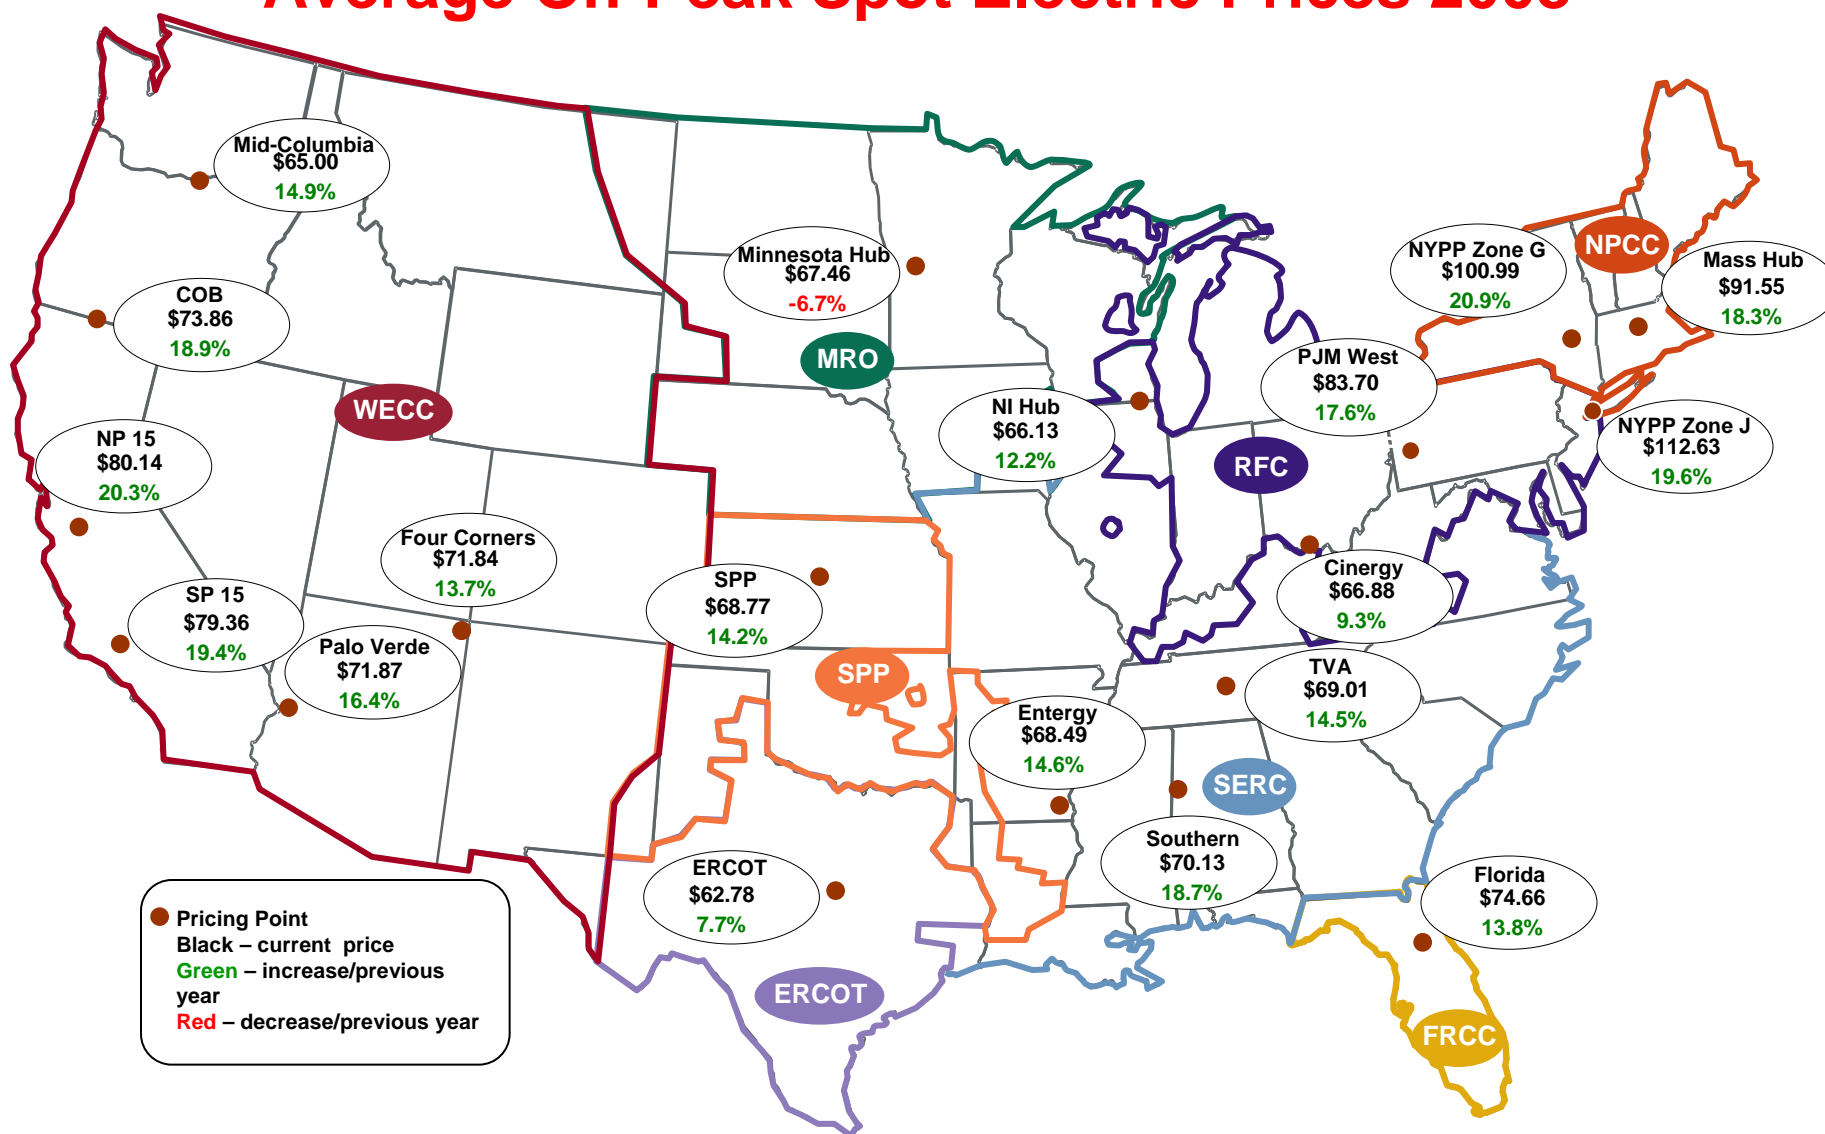 Average On-Peak Spot Electric Prices
Mid-Columbia
$65.00
14.9%
COB
$73.86
18.9%
WECC
NP 15
$80.14
20.3%
Four Corners
$71.84
13.7%
SP 15
$79.36
19.4%
Palo Verde
$71.87
16.4%
Minnesota Hub
$67.46
-6.7%
MRO
NI Hub
$66.13
12.2%
SPP
$68.77
14.2%
SPP
ERCOT
$62.78
7.7%
ERCOT
Entergy
$68.49
14.6%
Southern
$70.13
18.7%
SERC
TVA
$69.01
14.5%
Cinergy
$66.88
9.3%
RFC
PJM West
$83.70
17.6%
NYPP Zone G
$100.99
20.9%
NPCC
Mass Hub
$91.55
18.3%
NYPP Zone J
$112.63
19.6%
Florida
$74.66
13.8%
FRCC
Pricing Point
Black – current price
Green – increase/previous
year
Red – decrease/previous year